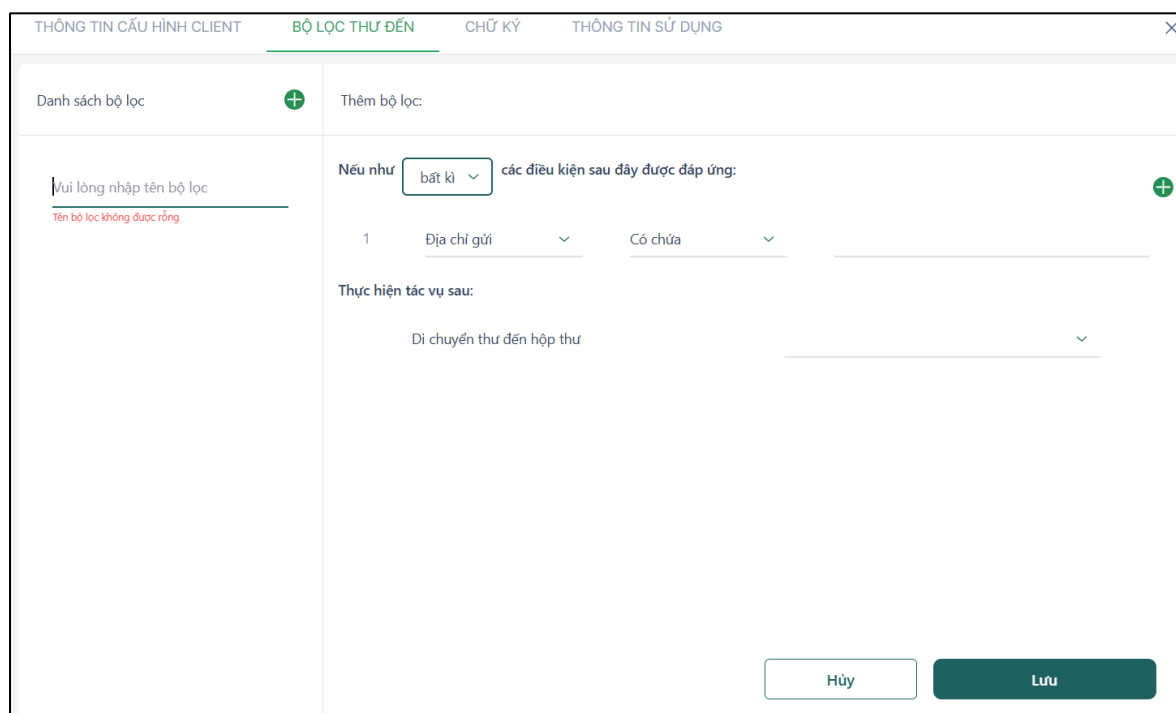 THÔNG TIN CẤU HÌNH CLIENT BỘ LỌC THƯ ĐẾN CHỮ KÝ THÔNG TIN SỬ DỤNG
Danh sách bộ lọc
Thêm bộ lọc:
Vui lòng nhập tên bộ lọc
Tên bộ lọc không được rỗng
Nếu như bất kì các điều kiện sau đây được đáp ứng:
1 Địa chỉ gửi Có chứa
Thực hiện tác vụ sau:
Di chuyển thư đến hộp thư
Hủy Lưu